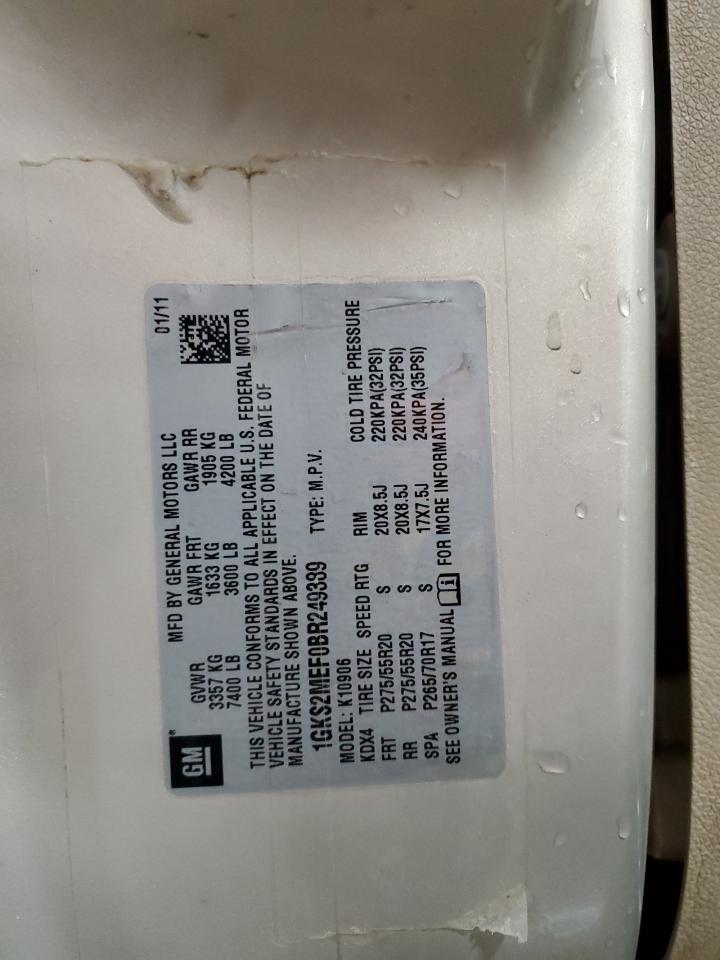 GM
MFD BY GENERAL MOTORS LLC 01/11
GVWR GAWR FRT GAWR RR
3357 KG 1633 KG 1905 KG
7400 LB 3600 LB 4200 LB
THIS VEHICLE CONFORMS TO ALL APPLICABLE U.S. FEDERAL MOTOR
VEHICLE SAFETY STANDARDS IN EFFECT ON THE DATE OF
MANUFACTURE SHOWN ABOVE.
1GKS2MEF0BR249389 TYPE: M.P.V.
MODEL: K10906
KDX4 TIRE SIZE SPEED RTG RIM COLD TIRE PRESSURE
FRT P275/55R20 S 20X8.5J 220KPA(32PSI)
RR P275/55R20 S 20X8.5J 220KPA(32PSI)
SPA P265/70R17 S 17X7.5J 240KPA(35PSI)
SEE OWNER'S MANUAL FOR MORE INFORMATION.